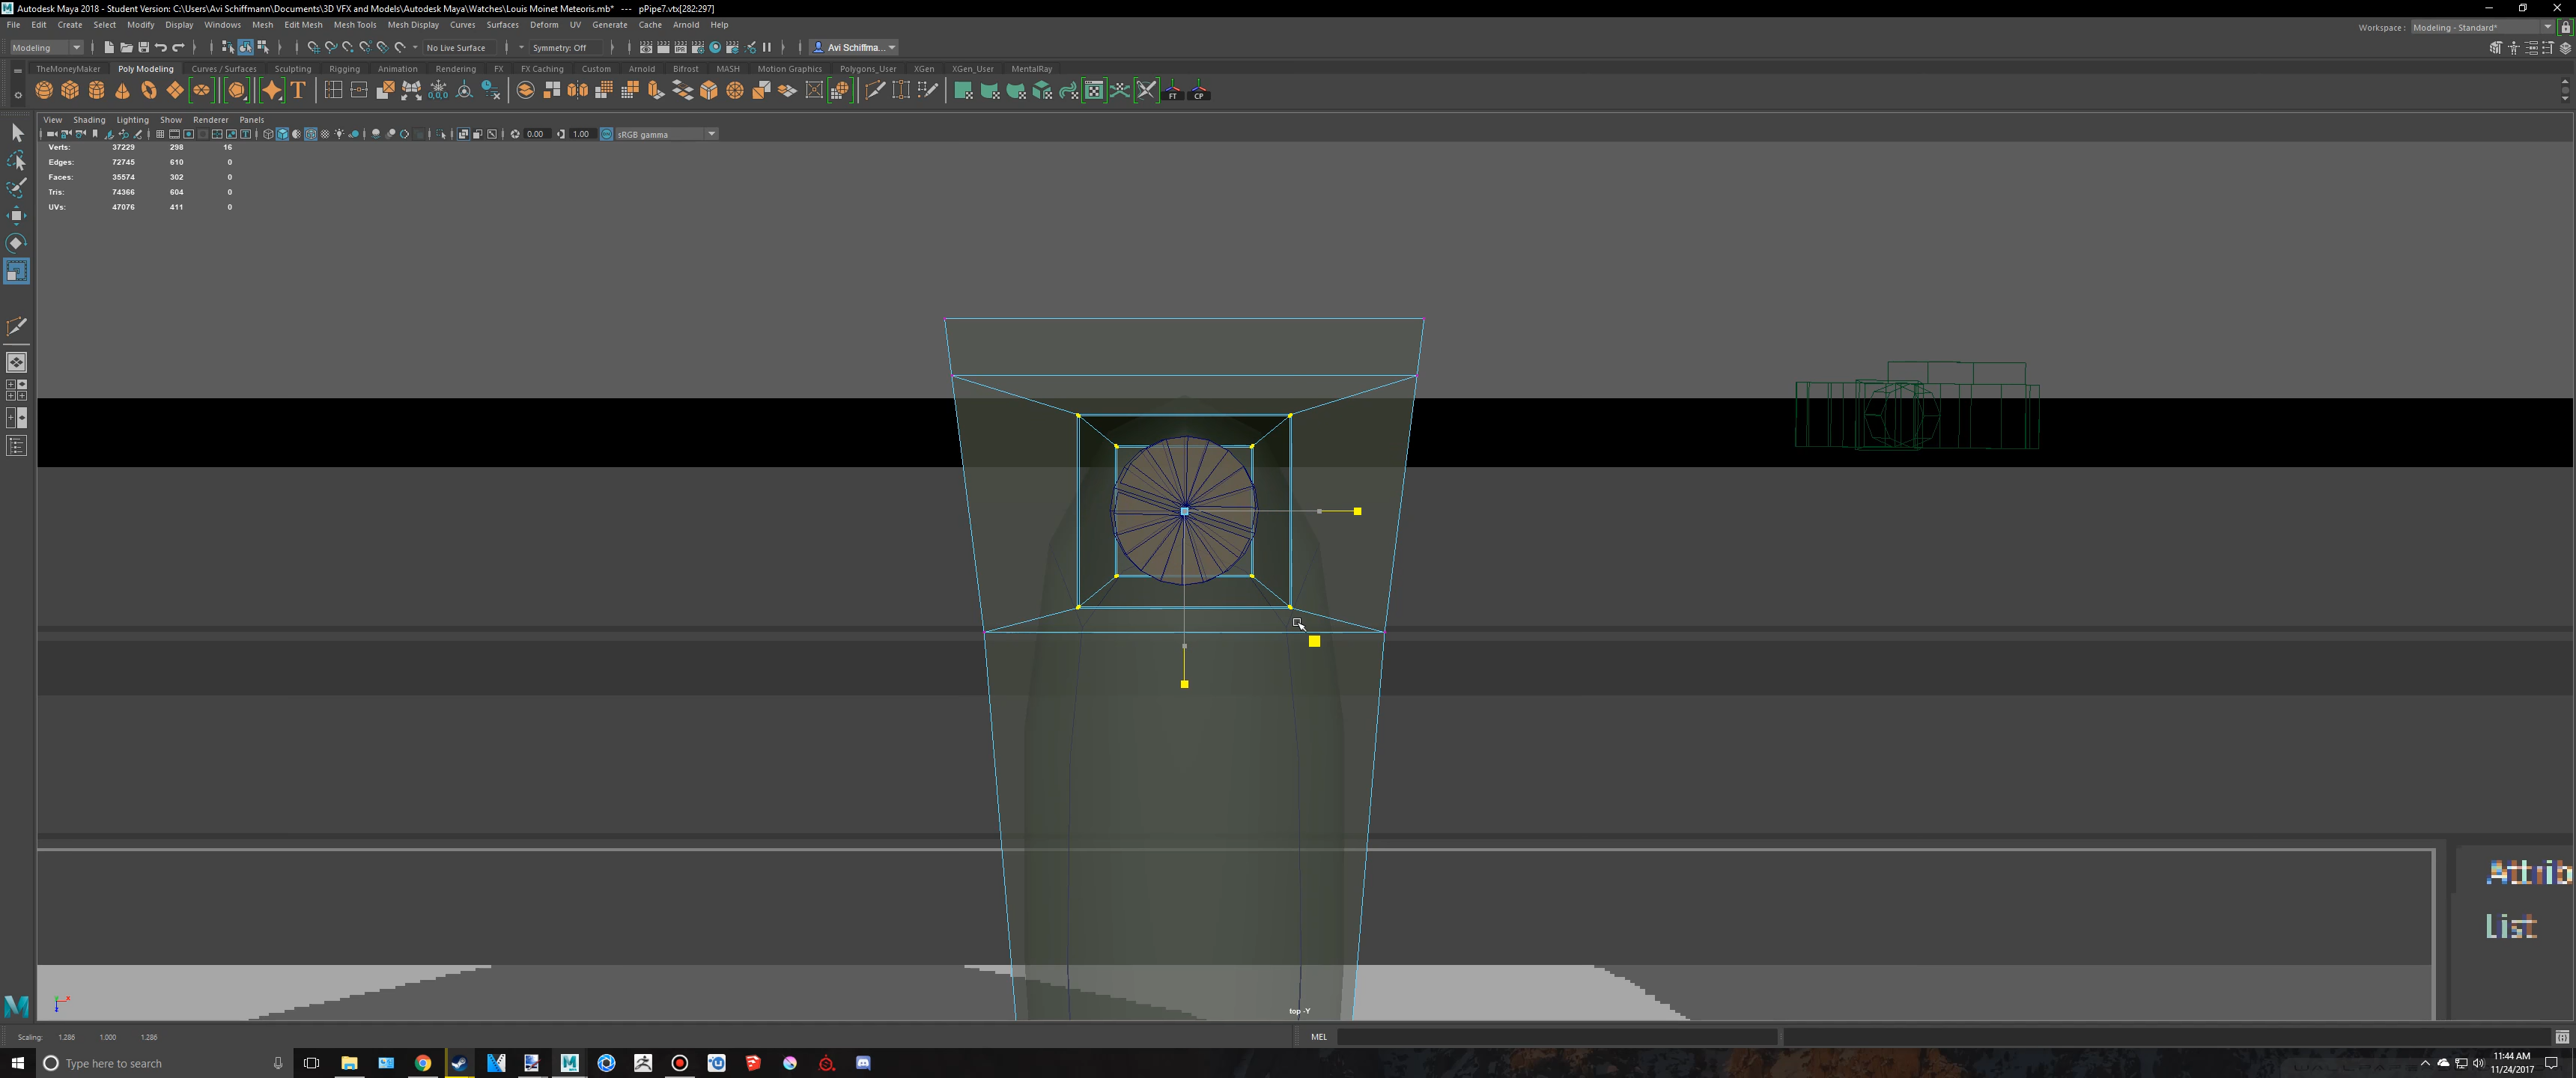 Autodesk Maya 2018 - Student Version: C:\Users\Avi Schiffmann\Documents\3D VFX and Models\Autodesk Maya\Watches\Louis Moinet Meteoris.mb* --- pPipe7.vtx[282:297]
File Edit Create Select Modify Display Windows Mesh Edit Mesh Mesh Tools Mesh Display Curves Surfaces Deform UV Generate Cache Arnold Help
Workspace : Modeling - Standard*
Modeling No Live Surface Symmetry: Off Avi Schiffma...
TheMoneyMaker Poly Modeling Curves / Surfaces Sculpting Rigging Animation Rendering FX FX Caching Custom Arnold Bifrost MASH Motion Graphics Polygons_User XGen XGen_User MentalRay
T 0,0,0 FT CP
View Shading Lighting Show Renderer Panels
0.00 1.00 sRGB gamma
Verts: 37229 298 16
Edges: 72745 610 0
Faces: 35574 302 0
Tris: 74366 604 0
UVs: 47076 411 0
Attrib
List
top -Y
Scaling: 1.286 1.000 1.286
MEL
Type here to search
11:44 AM
11/24/2017